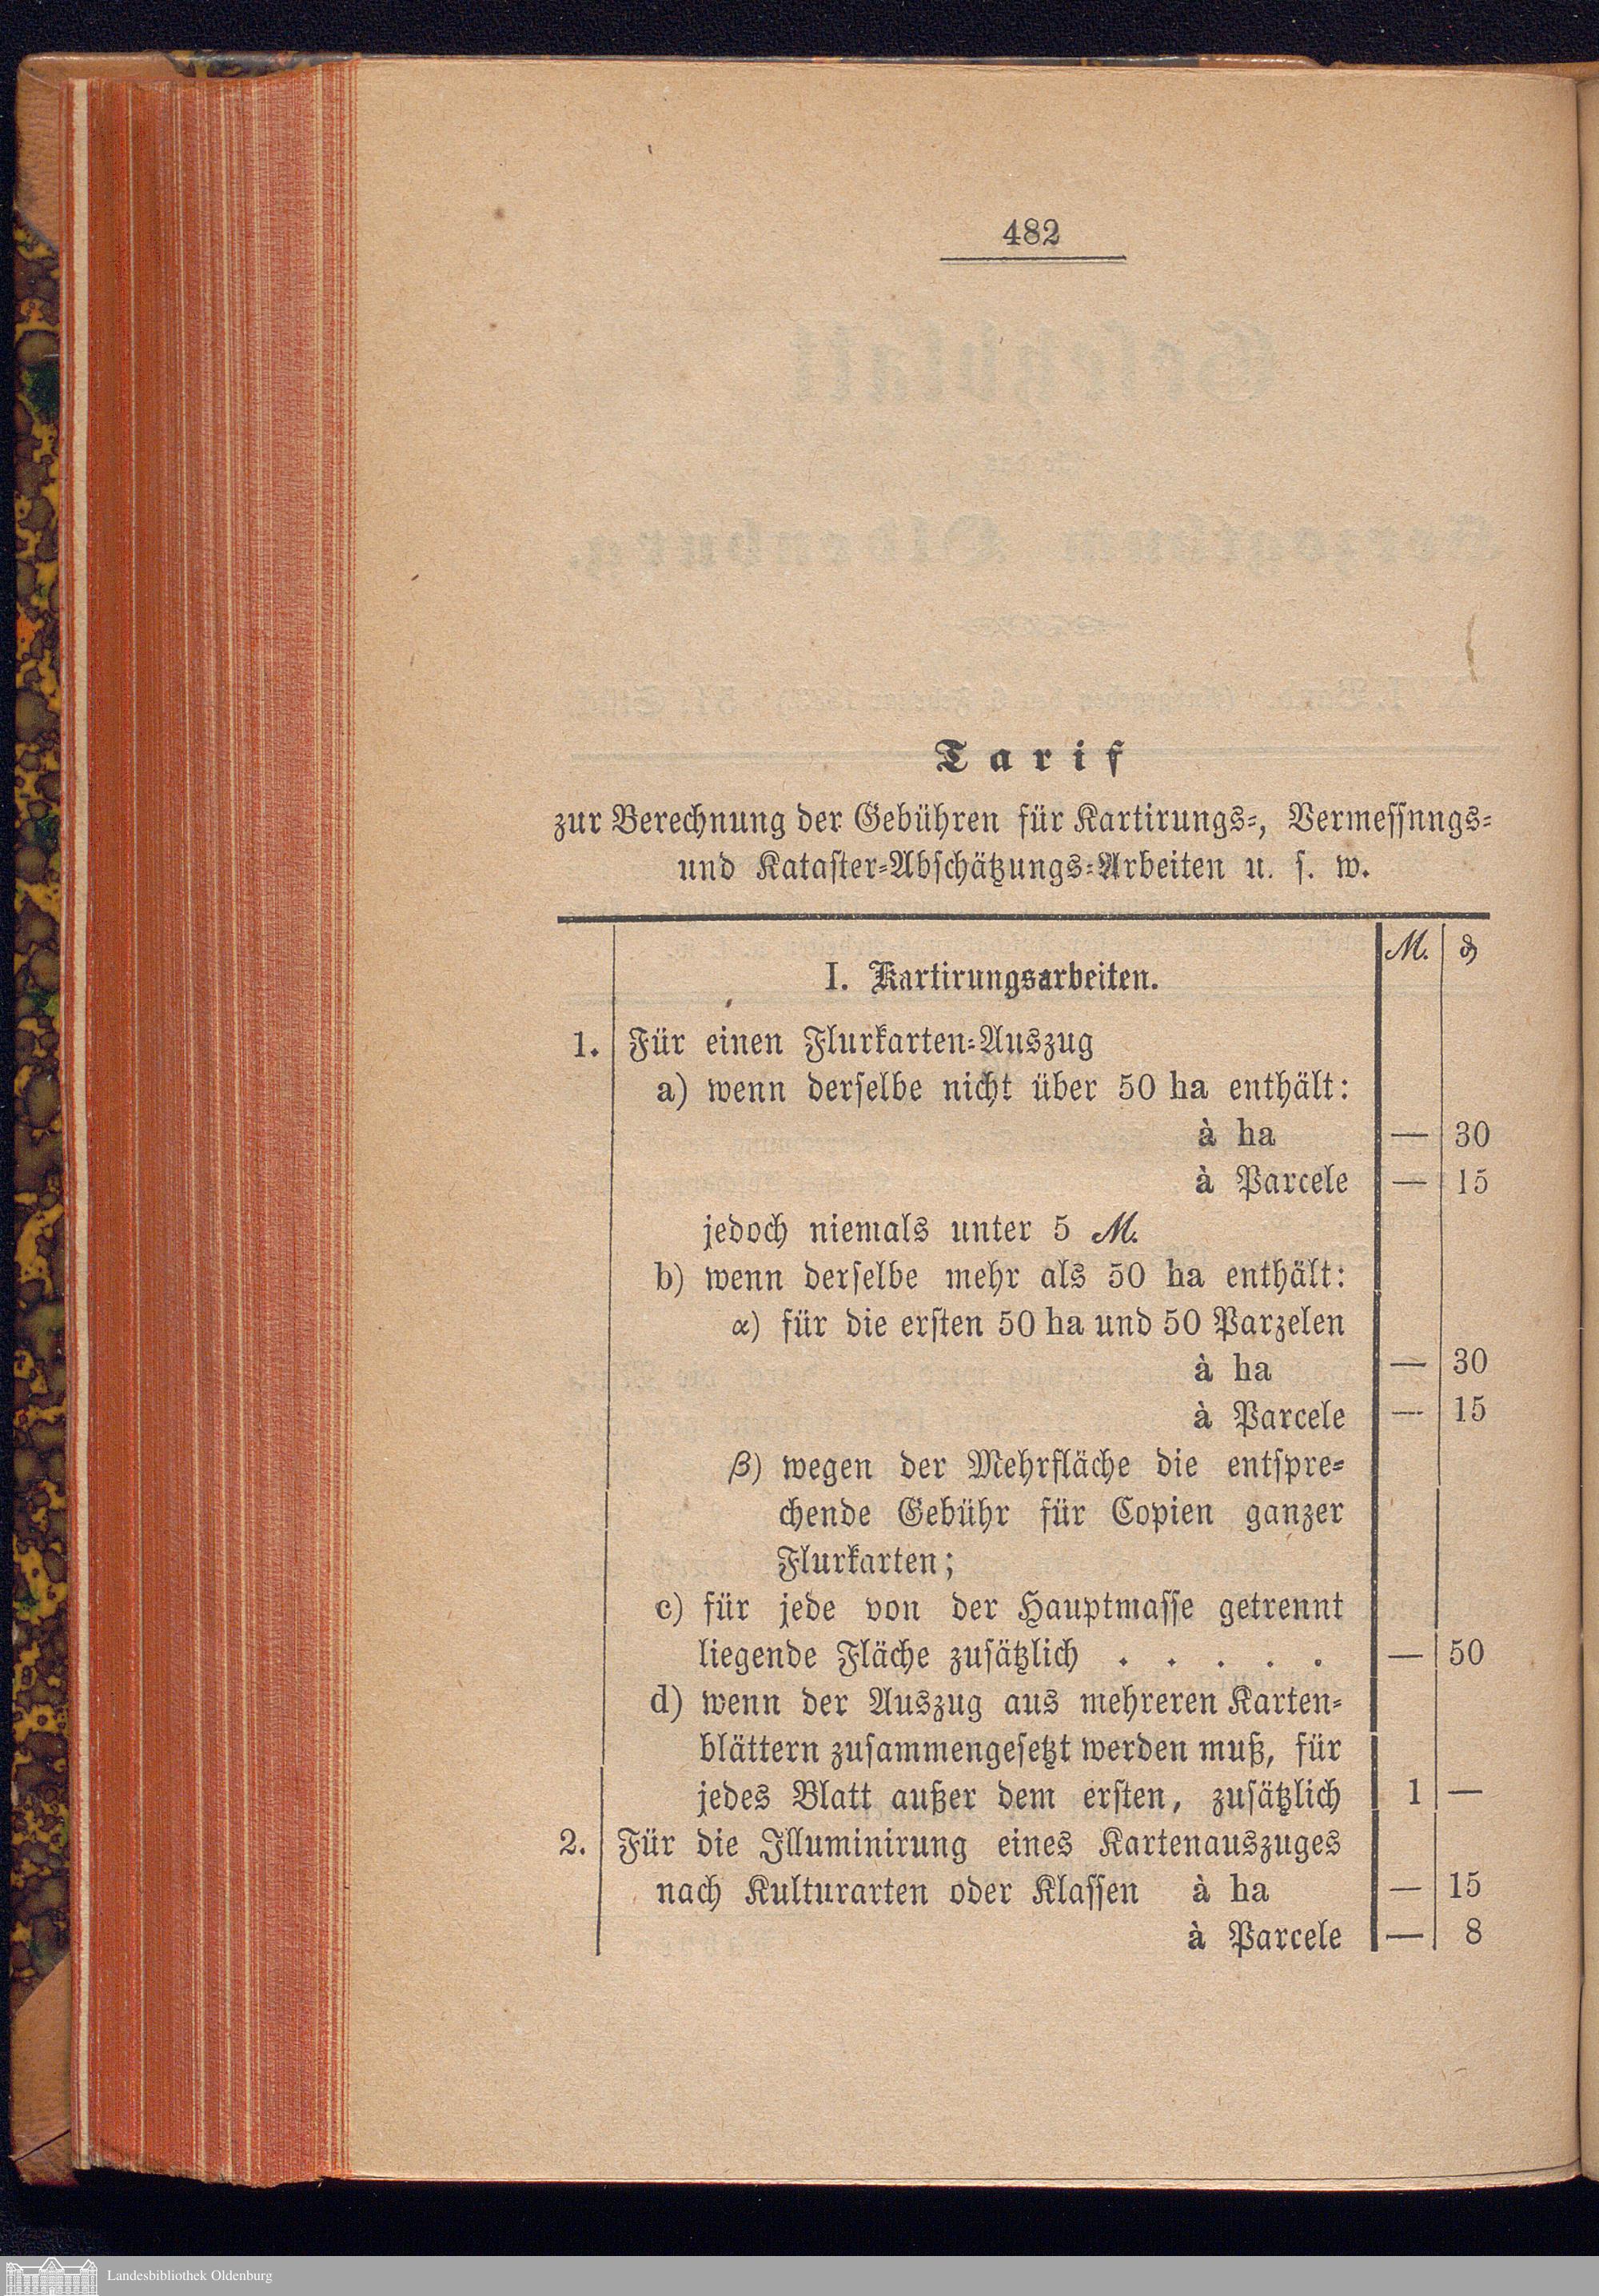 482
Tarif
zur Berechnung der Gebühren für Kartirungs-, Vermessnngs-
und Kataster-Abschätzungs-Arbeiten u. s. w.
M. ₰
I. Kartirungsarbeiten.
1. Für einen Flurkarten-Auszug
a) wenn derselbe nicht über 50 ha enthält:
à ha — 30
à Parcele — 15
jedoch niemals unter 5 M.
b) wenn derselbe mehr als 50 ha enthält:
α) für die ersten 50 ha und 50 Parzelen
à ha — 30
à Parcele — 15
β) wegen der Mehrfläche die entspre-
chende Gebühr für Copien ganzer
Flurkarten;
c) für jede von der Hauptmasse getrennt
liegende Fläche zusätzlich . . . . . — 50
d) wenn der Auszug aus mehreren Karten-
blättern zusammengesetzt werden muß, für
jedes Blatt außer dem ersten, zusätzlich 1 —
2. Für die Illuminirung eines Kartenauszuges
nach Kulturarten oder Klassen à ha — 15
à Parcele — 8
Landesbibliothek Oldenburg